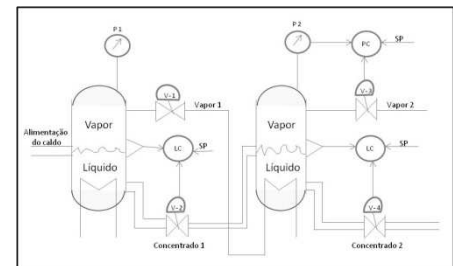 P1
P2
PC
SP
V-1
V-3
Vapor 1
Vapor 2
Alimentação
do caldo
Vapor
Vapor
LC
SP
LC
SP
Líquido
Líquido
V-2
V-4
Concentrado 1
Concentrado 2